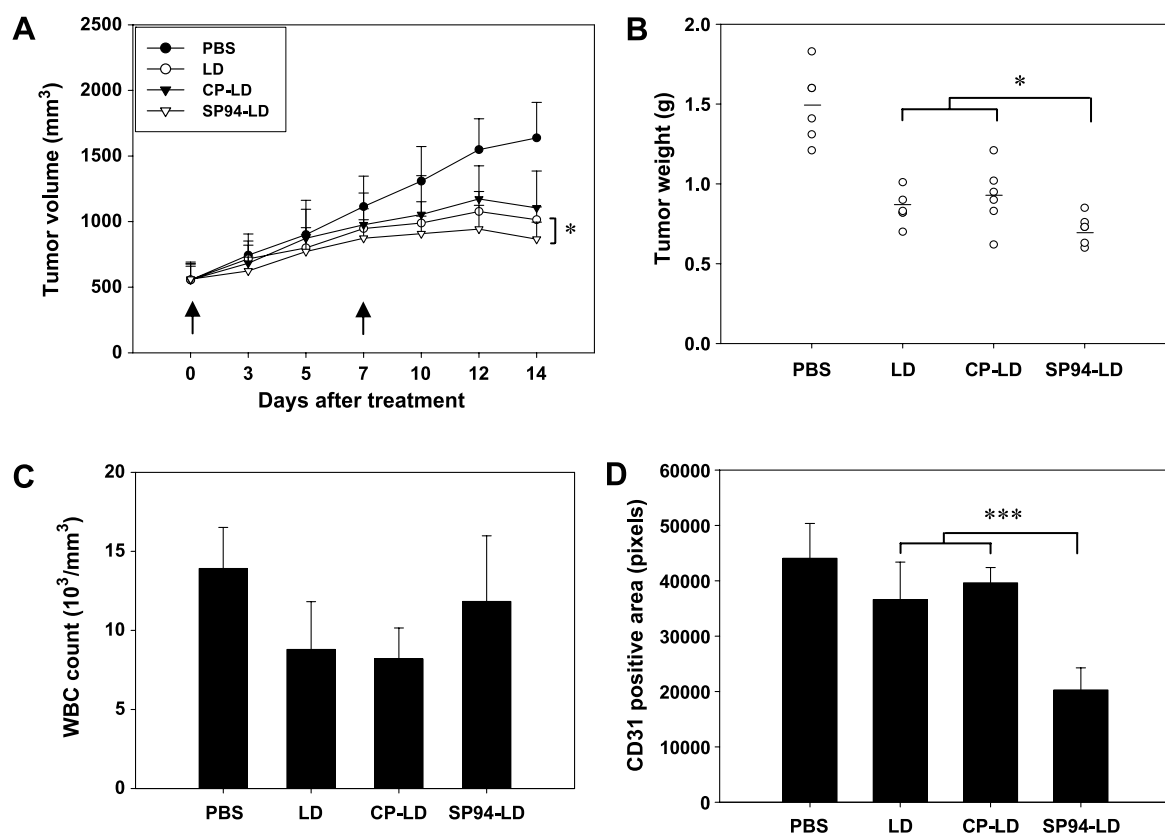 A
Tumor volume (mm³)
2500
2000
1500
1000
500
0
PBS
LD
CP-LD
SP94-LD
*
0 3 5 7 10 12 14
Days after treatment
B
Tumor weight (g)
2.0
1.5
1.0
0.5
0.0
*
PBS LD CP-LD SP94-LD
C
WBC count (10³/mm³)
20
15
10
5
0
PBS LD CP-LD SP94-LD
D
CD31 positive area (pixels)
60000
50000
40000
30000
20000
10000
0
***
PBS LD CP-LD SP94-LD